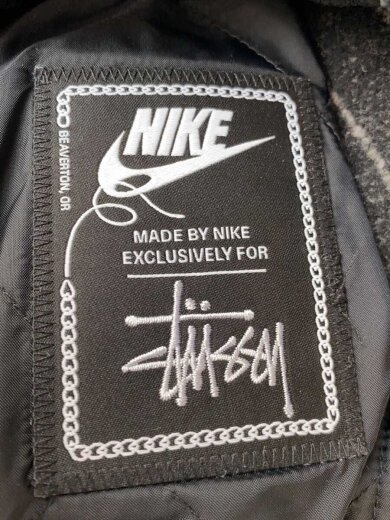 NIKE
BEAVERTON, OR
MADE BY NIKE
EXCLUSIVELY FOR
Stüssy